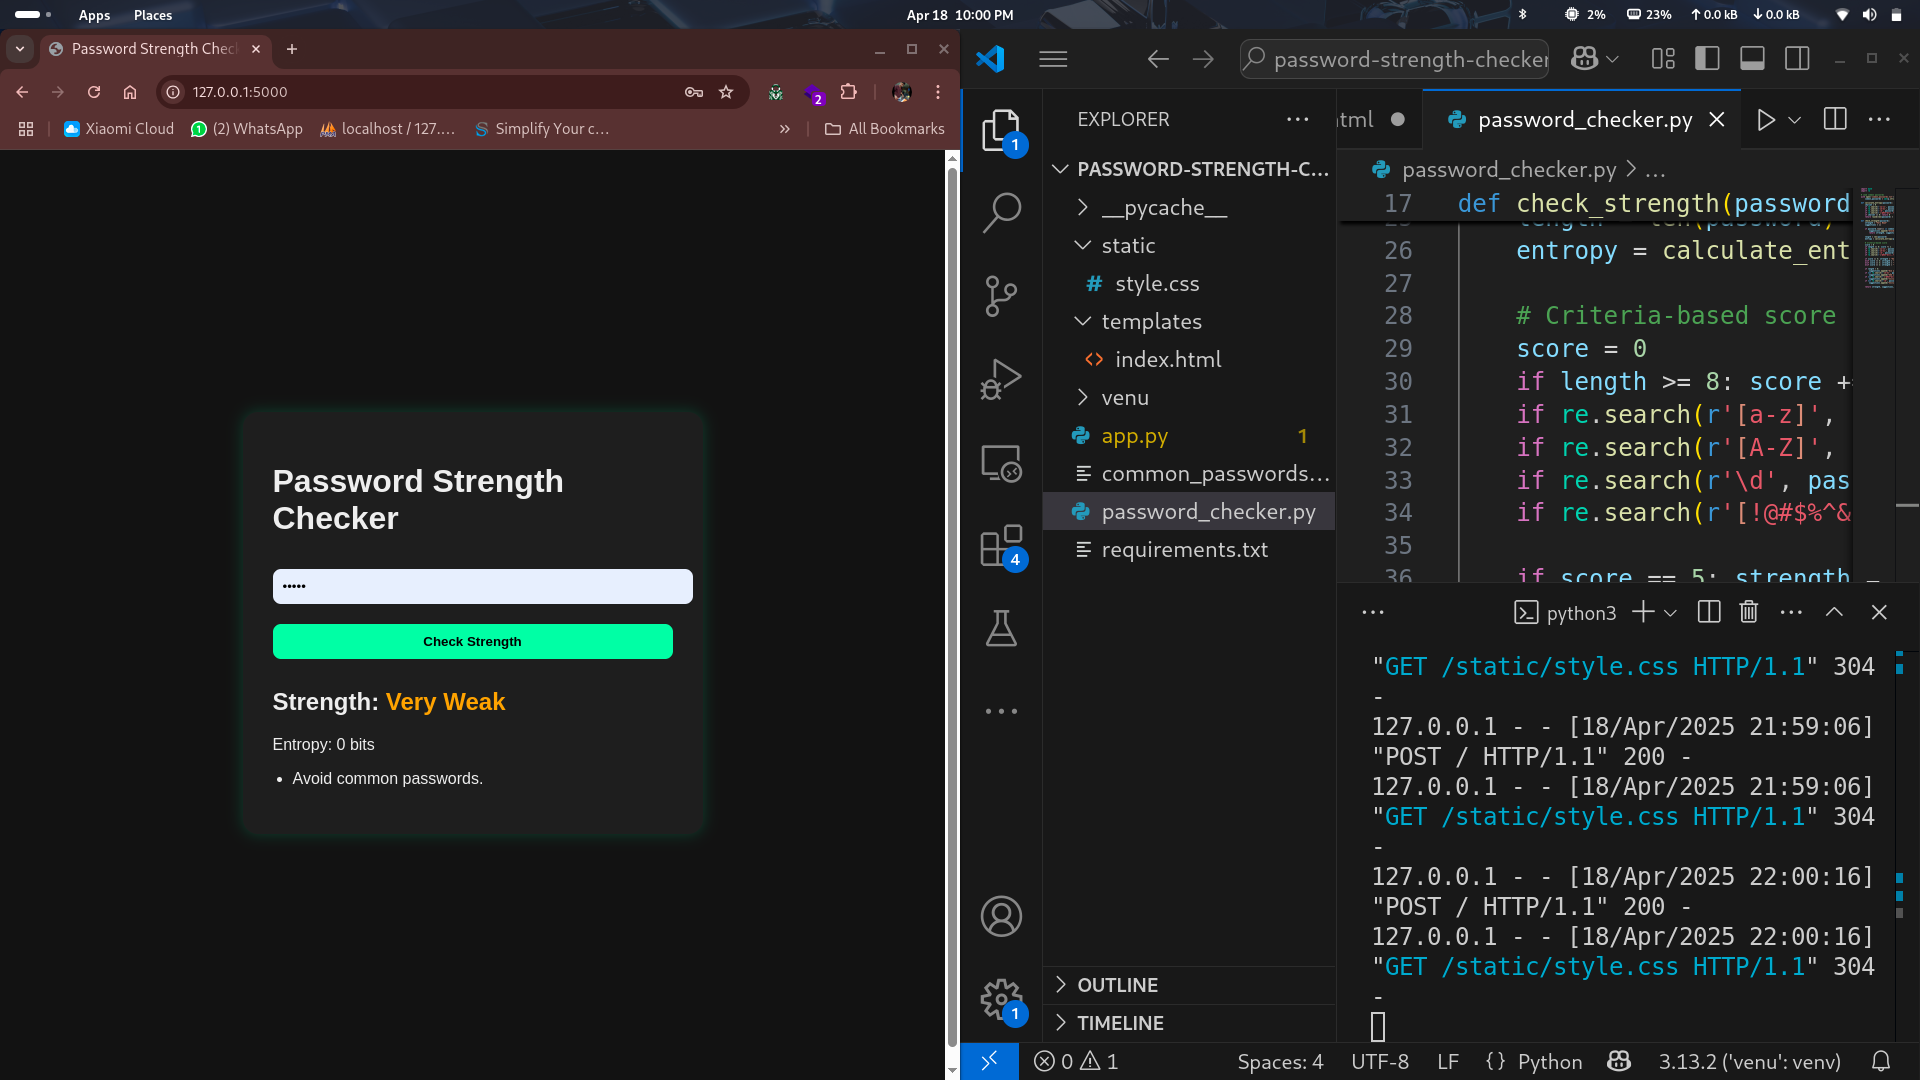 Apps
Places
Apr 18 10:00 PM
2%
23%
0.0 kB
0.0 kB
Password Strength Chec
127.0.0.1:5000
2
Xiaomi Cloud
(2) WhatsApp
localhost / 127....
Simplify Your c...
»
All Bookmarks
Password Strength
Checker
•••••
Check Strength
Strength: Very Weak
Entropy: 0 bits
• Avoid common passwords.
password-strength-checker
1
4
1
EXPLORER
PASSWORD-STRENGTH-C...
__pycache__
static
# style.css
templates
<> index.html
venu
app.py 1
common_passwords...
password_checker.py
requirements.txt
OUTLINE
TIMELINE
html
password_checker.py
password_checker.py > ...
17 def check_strength(password
25 length = len(password)
26 entropy = calculate_ent
27
28 # Criteria-based score
29 score = 0
30 if length >= 8: score +
31 if re.search(r'[a-z]',
32 if re.search(r'[A-Z]',
33 if re.search(r'\d', pas
34 if re.search(r'[!@#$%^&
35
36 if score == 5: strength
python3
"GET /static/style.css HTTP/1.1" 304
-
127.0.0.1 - - [18/Apr/2025 21:59:06]
"POST / HTTP/1.1" 200 -
127.0.0.1 - - [18/Apr/2025 21:59:06]
"GET /static/style.css HTTP/1.1" 304
-
127.0.0.1 - - [18/Apr/2025 22:00:16]
"POST / HTTP/1.1" 200 -
127.0.0.1 - - [18/Apr/2025 22:00:16]
"GET /static/style.css HTTP/1.1" 304
-
0 1
Spaces: 4
UTF-8
LF
{} Python
3.13.2 ('venu': venv)